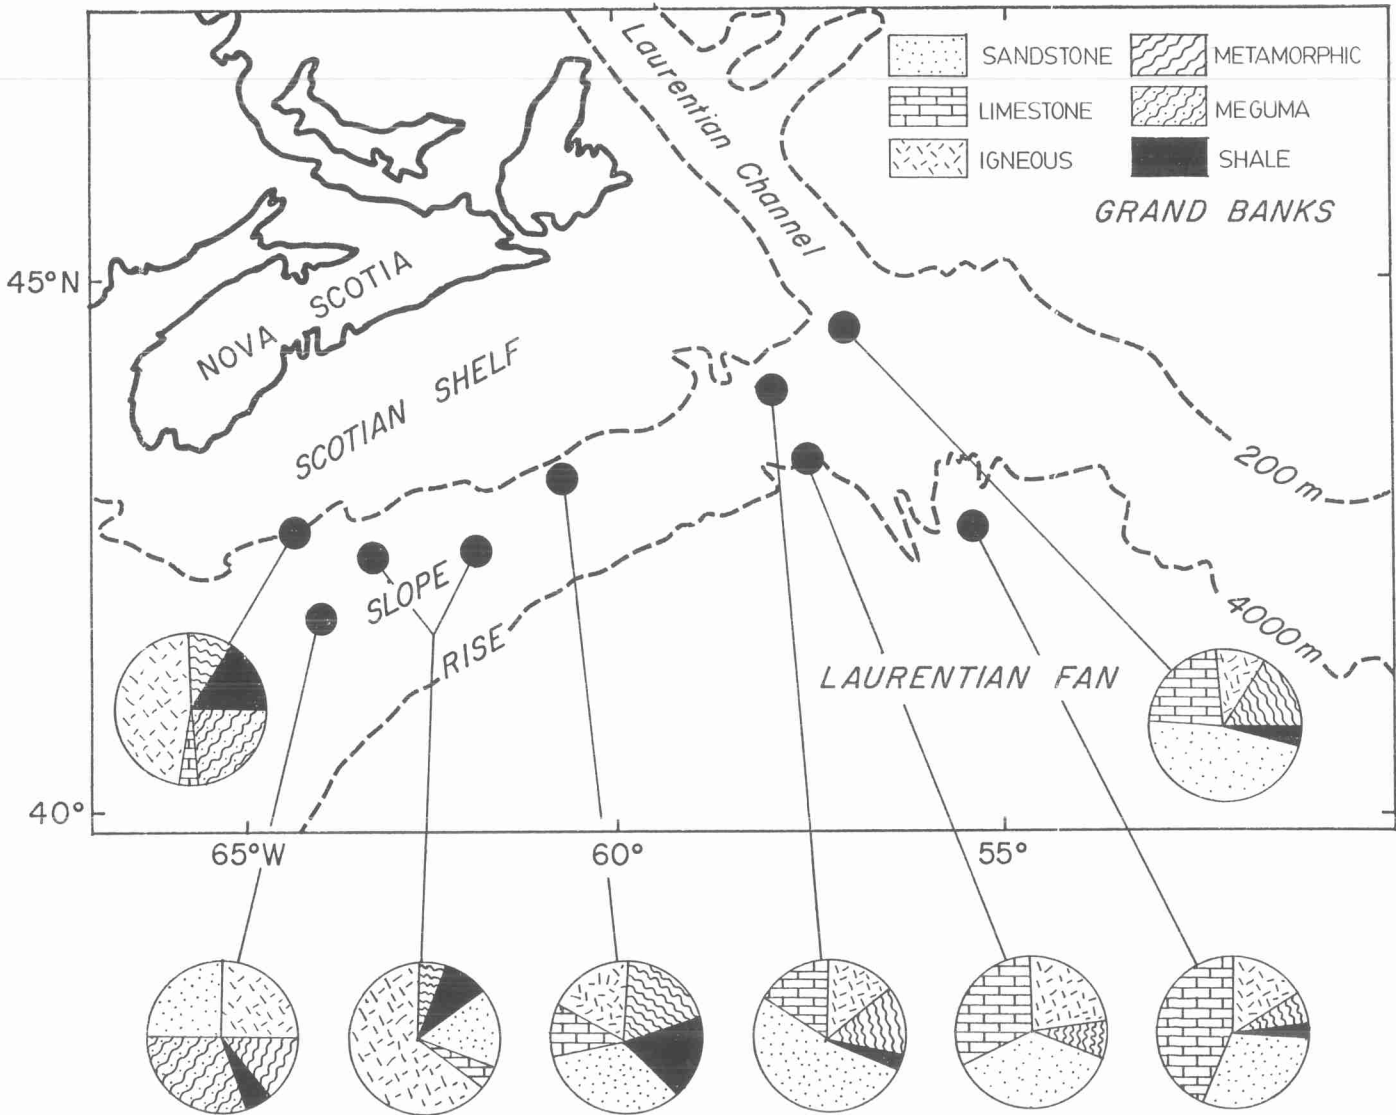 Laurentian Channel
SANDSTONE
METAMORPHIC
LIMESTONE
MEGUMA
IGNEOUS
SHALE
GRAND BANKS
45°N
NOVA SCOTIA
SCOTIAN SHELF
200m
SLOPE
4000m
RISE
LAURENTIAN FAN
40°
65°W
60°
55°